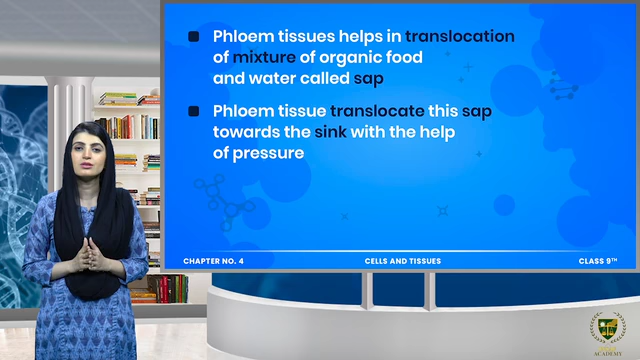 Phloem tissues helps in translocation
of mixture of organic food
and water called sap
Phloem tissue translocate this sap
towards the sink with the help
of pressure
CHAPTER NO. 4
CELLS AND TISSUES
CLASS 9TH
ACADEMY